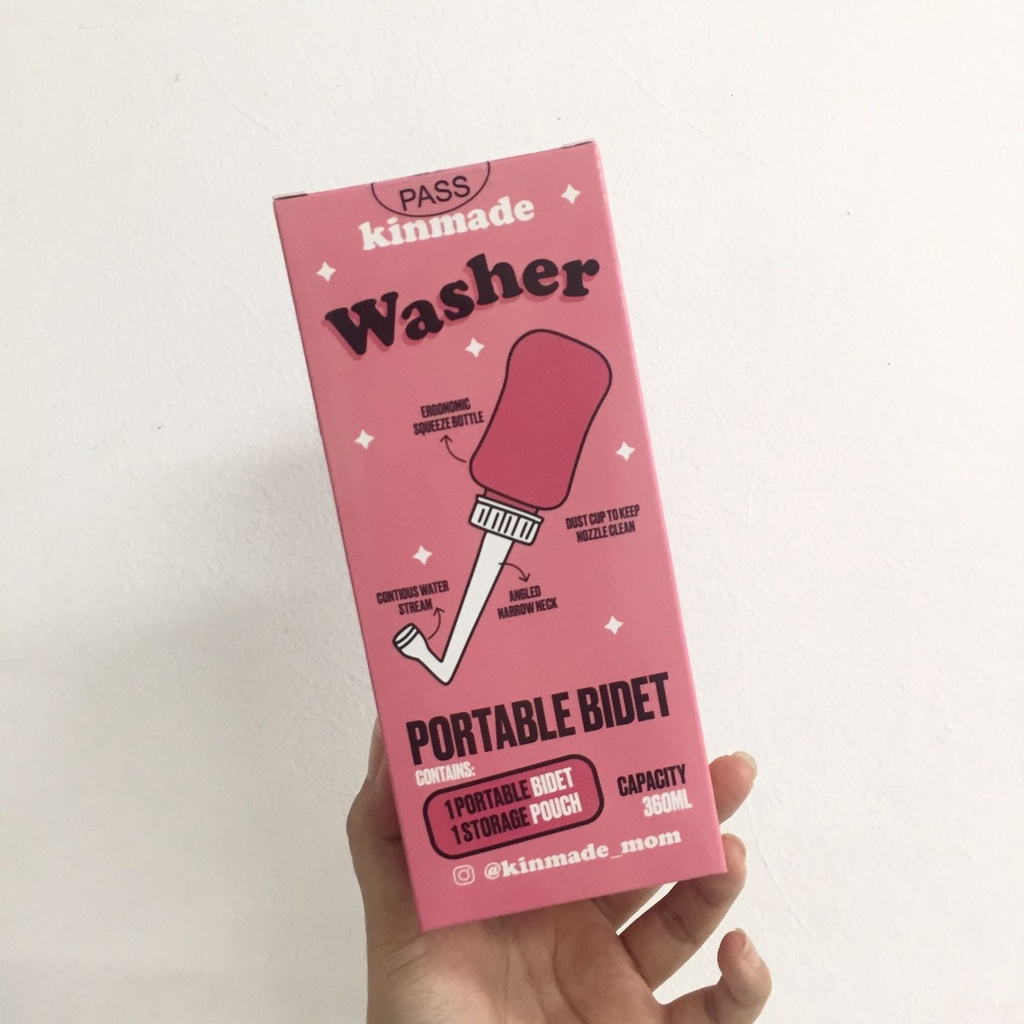 PASS
kinmade
Washer
ERGONOMIC
SQUEEZE BOTTLE
DUST CUP TO KEEP
NOZZLE CLEAN
CONTIOUS WATER
STREAM
ANGLED
NARROW NECK
PORTABLE BIDET
CONTAINS:
1 PORTABLE BIDET
1 STORAGE POUCH
CAPACITY
360ML
@kinmade_mom